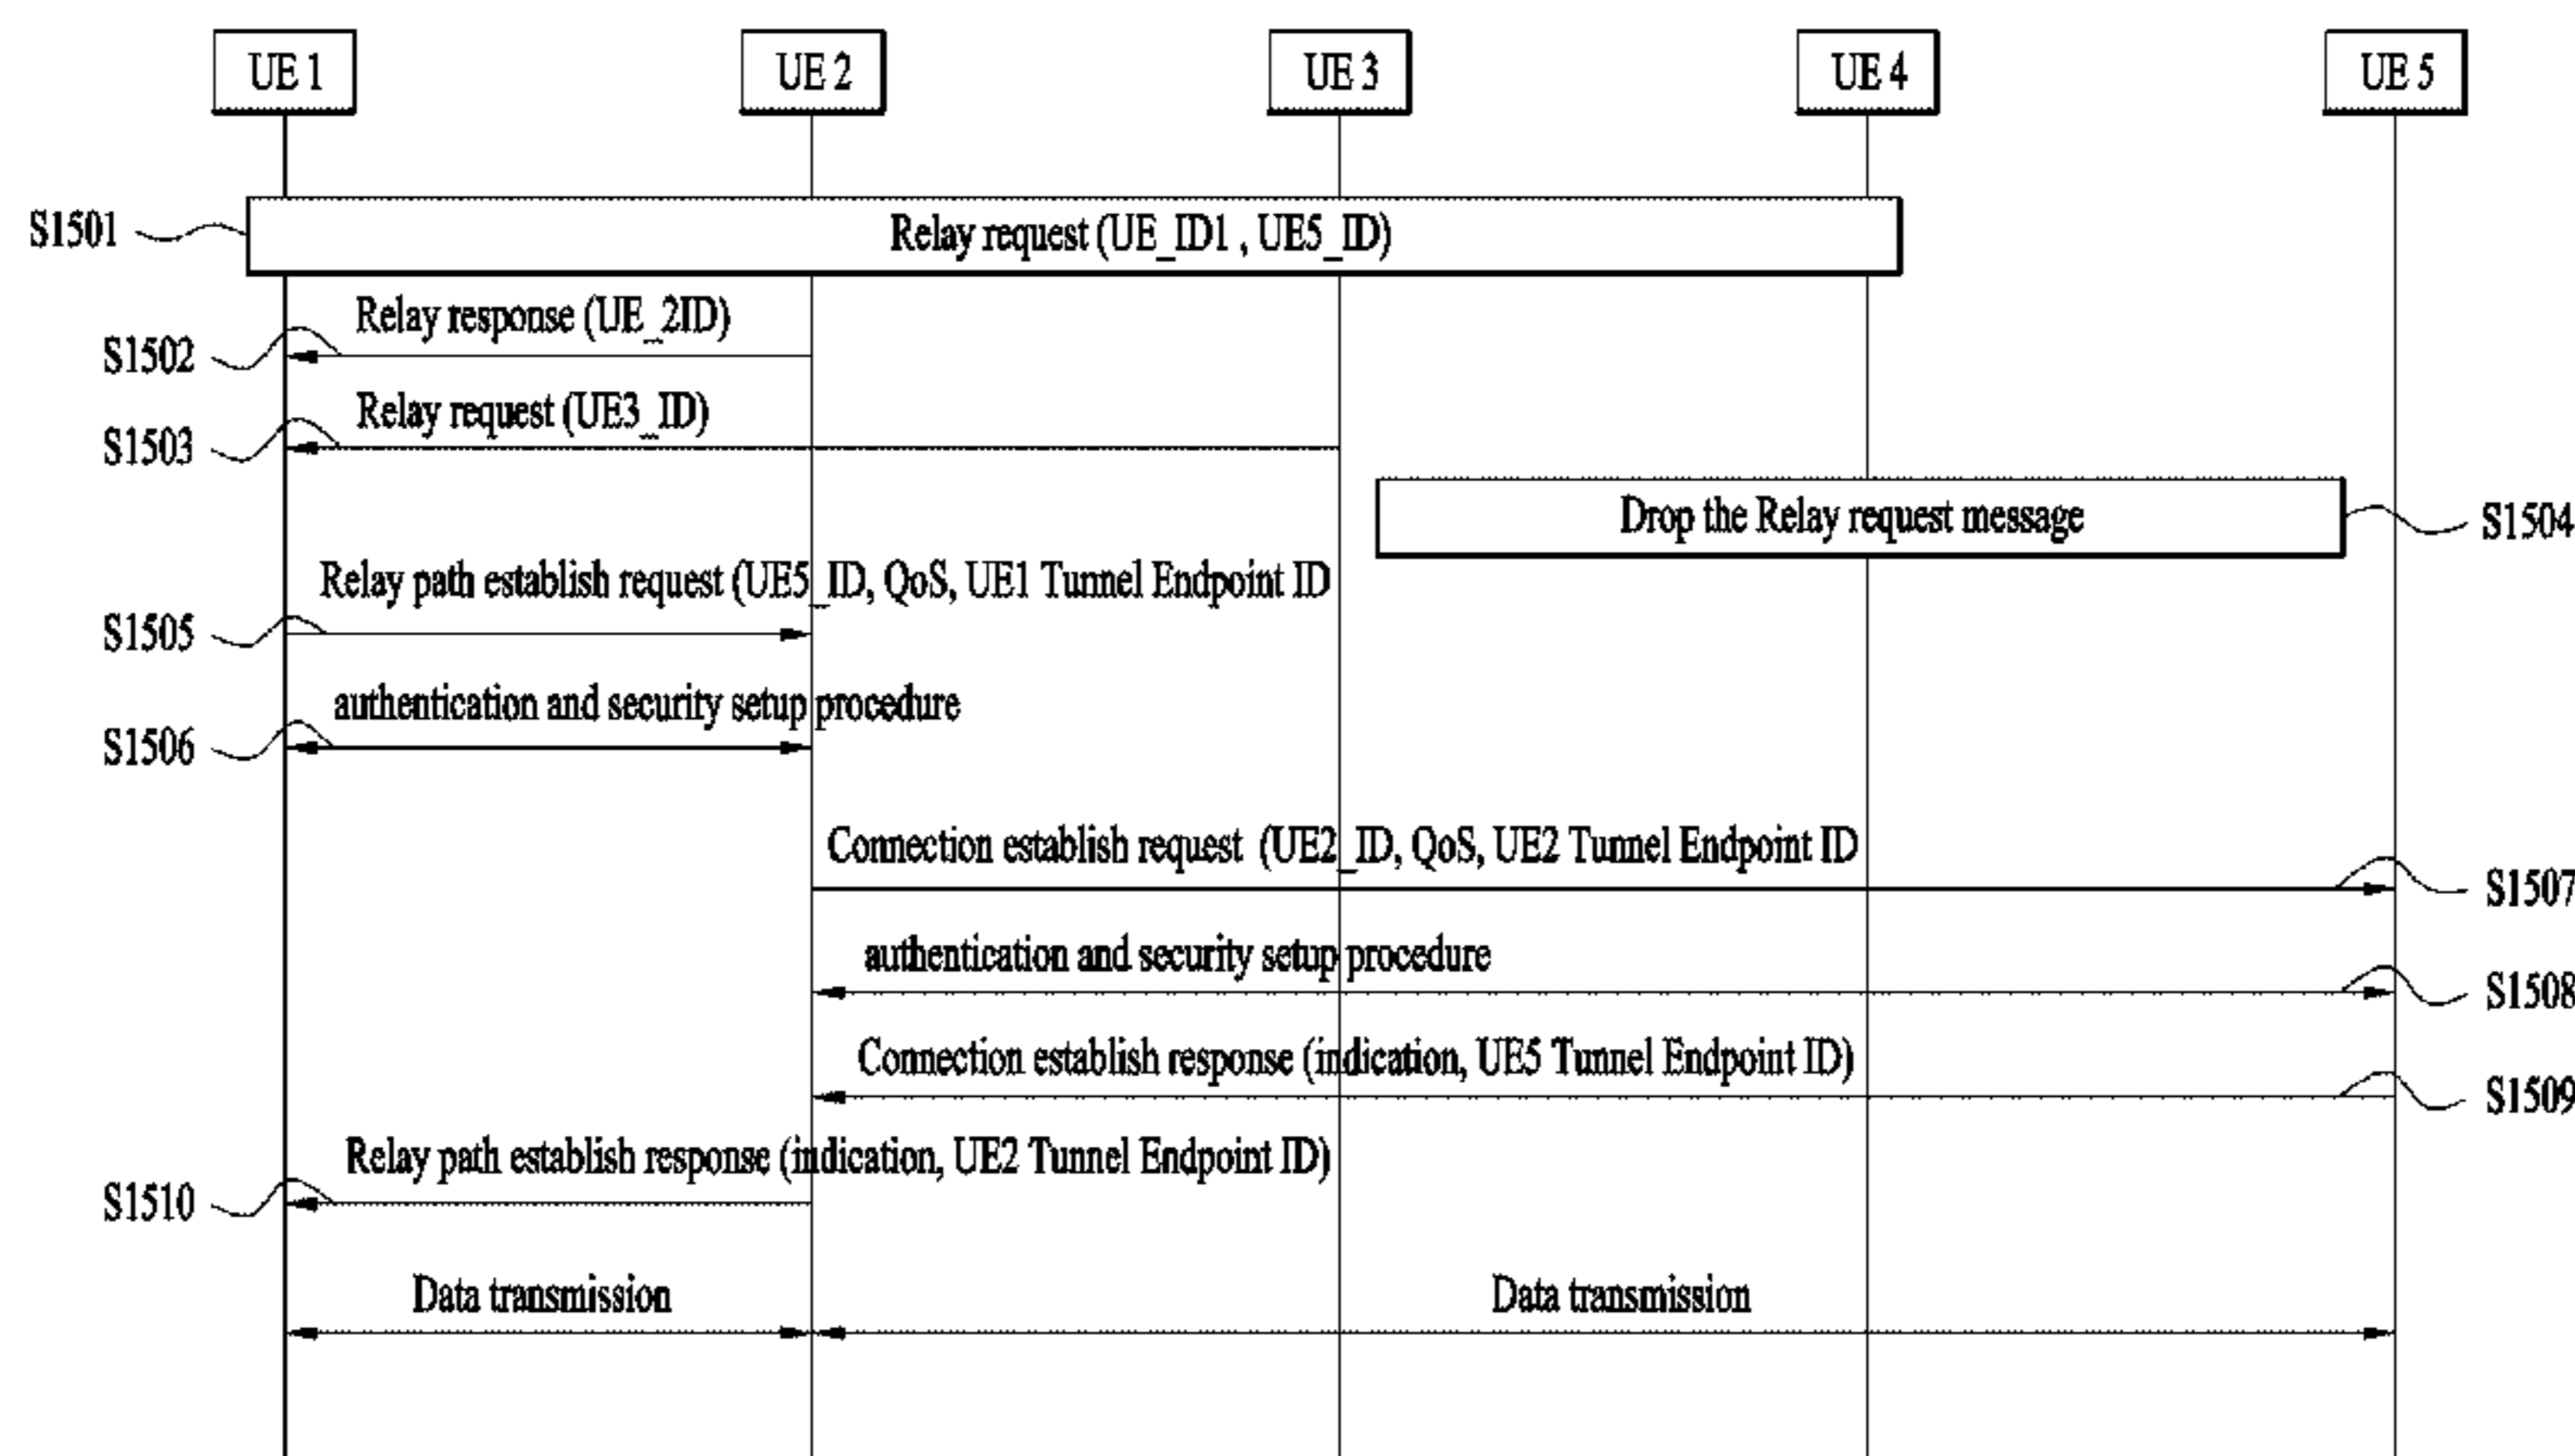 UE 1
UE 2
UE 3
UE 4
UE 5
S1501
Relay request (UE_ID1 , UE5_ID)
Relay response (UE_2ID)
S1502
Relay request (UE3_ID)
S1503
Drop the Relay request message
S1504
Relay path establish request (UE5_ID, QoS, UE1 Tunnel Endpoint ID
S1505
authentication and security setup procedure
S1506
Connection establish request (UE2_ID, QoS, UE2 Tunnel Endpoint ID
S1507
authentication and security setup procedure
S1508
Connection establish response (indication, UE5 Tunnel Endpoint ID)
S1509
Relay path establish response (indication, UE2 Tunnel Endpoint ID)
S1510
Data transmission
Data transmission